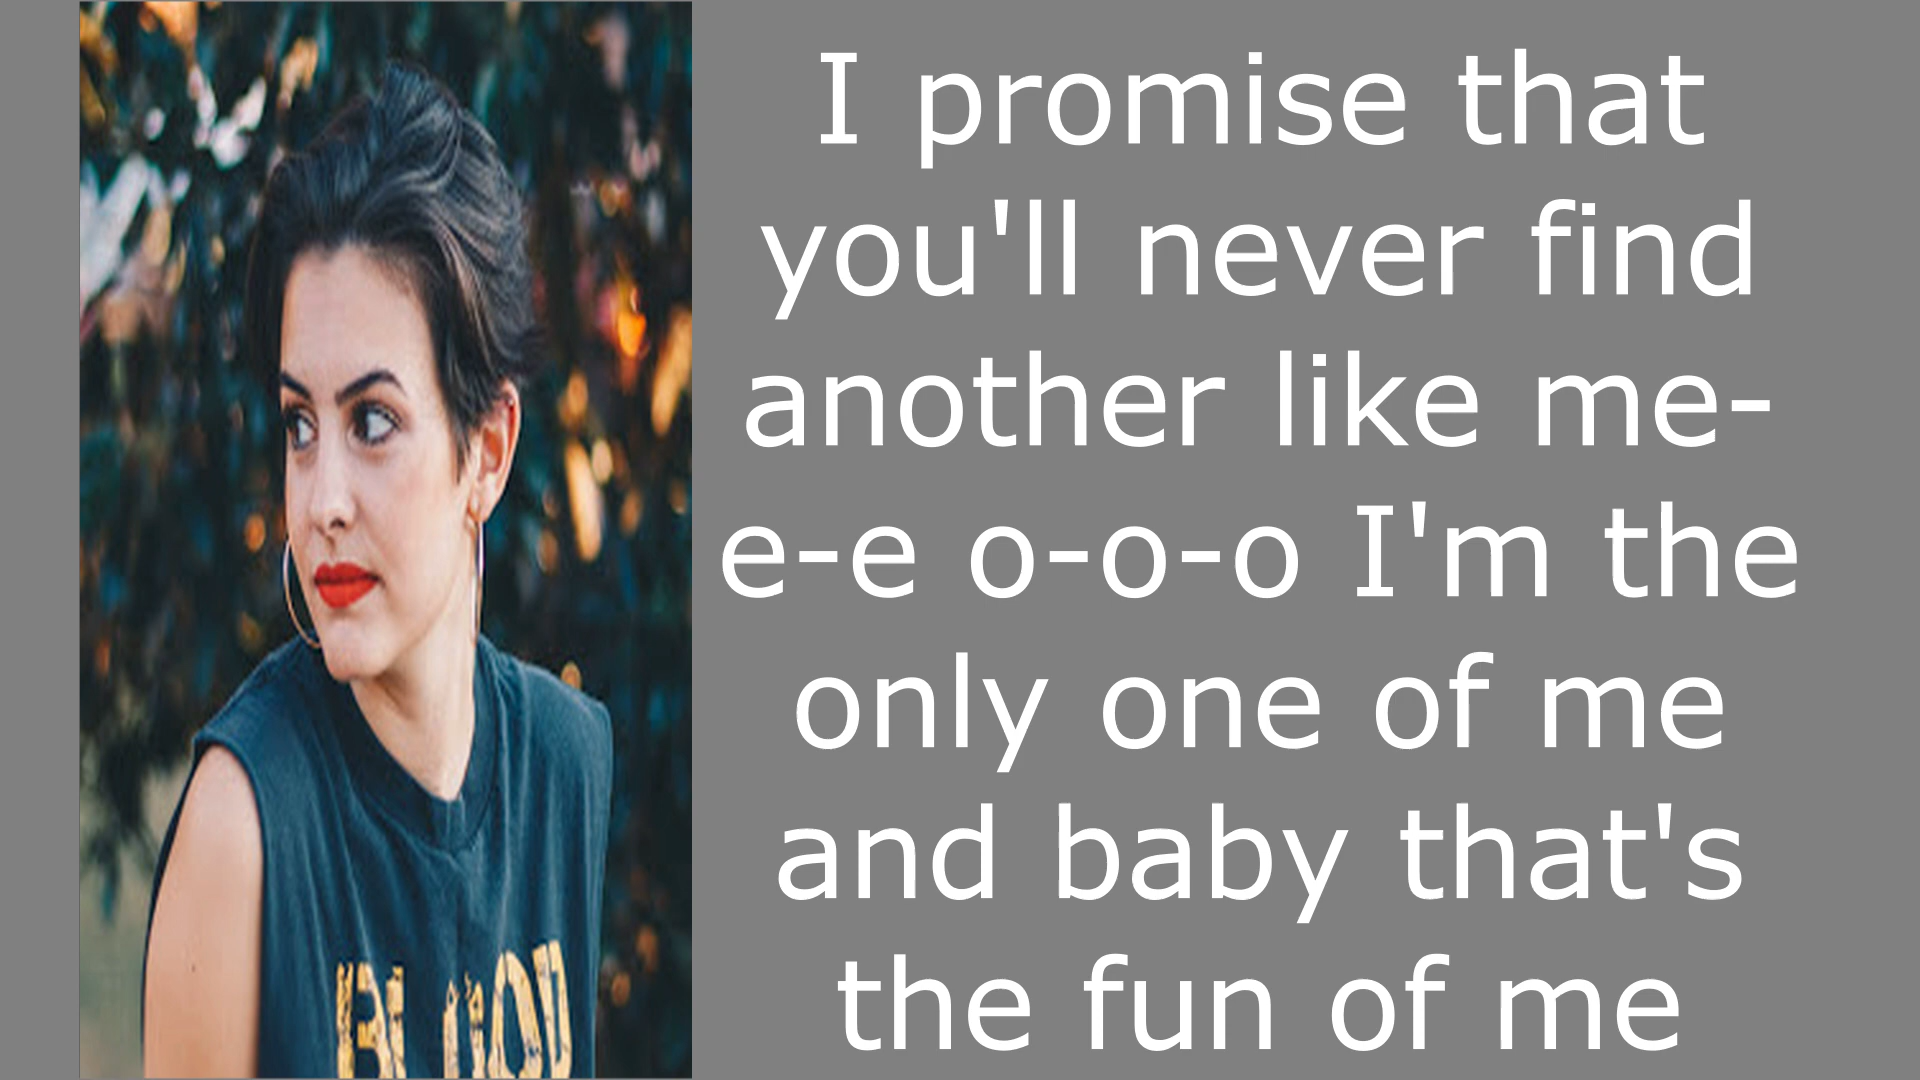 I promise that
you'll never find
another like me-
e-e o-o-o I'm the
only one of me
and baby that's
the fun of me
BLOOD